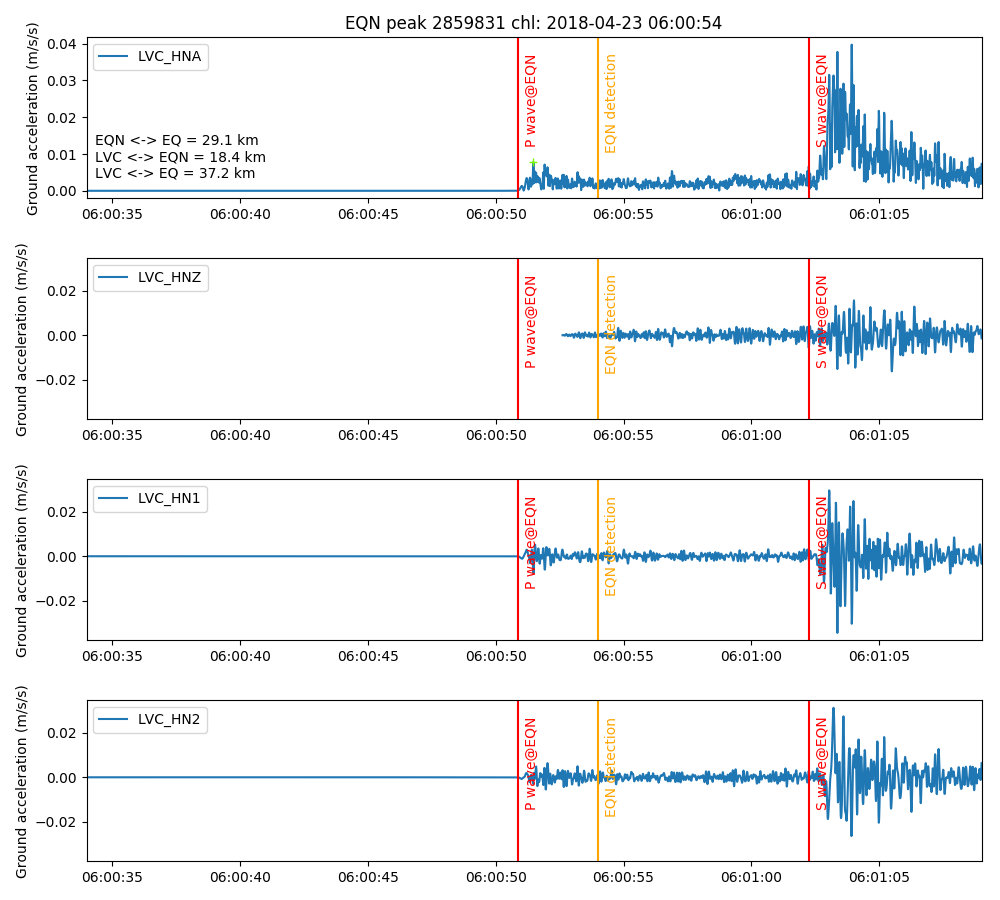 EQN peak 2859831 chl: 2018-04-23 06:00:54
Ground acceleration (m/s/s)
0.04
0.03
0.02
0.01
0.00
LVC_HNA
EQN <-> EQ = 29.1 km
LVC <-> EQN = 18.4 km
LVC <-> EQ = 37.2 km
P wave@EQN
EQN detection
S wave@EQN
06:00:35 06:00:40 06:00:45 06:00:50 06:00:55 06:01:00 06:01:05
Ground acceleration (m/s/s)
0.02
0.00
−0.02
LVC_HNZ
P wave@EQN
EQN detection
S wave@EQN
06:00:35 06:00:40 06:00:45 06:00:50 06:00:55 06:01:00 06:01:05
Ground acceleration (m/s/s)
0.02
0.00
−0.02
LVC_HN1
P wave@EQN
EQN detection
S wave@EQN
06:00:35 06:00:40 06:00:45 06:00:50 06:00:55 06:01:00 06:01:05
Ground acceleration (m/s/s)
0.02
0.00
−0.02
LVC_HN2
P wave@EQN
EQN detection
S wave@EQN
06:00:35 06:00:40 06:00:45 06:00:50 06:00:55 06:01:00 06:01:05